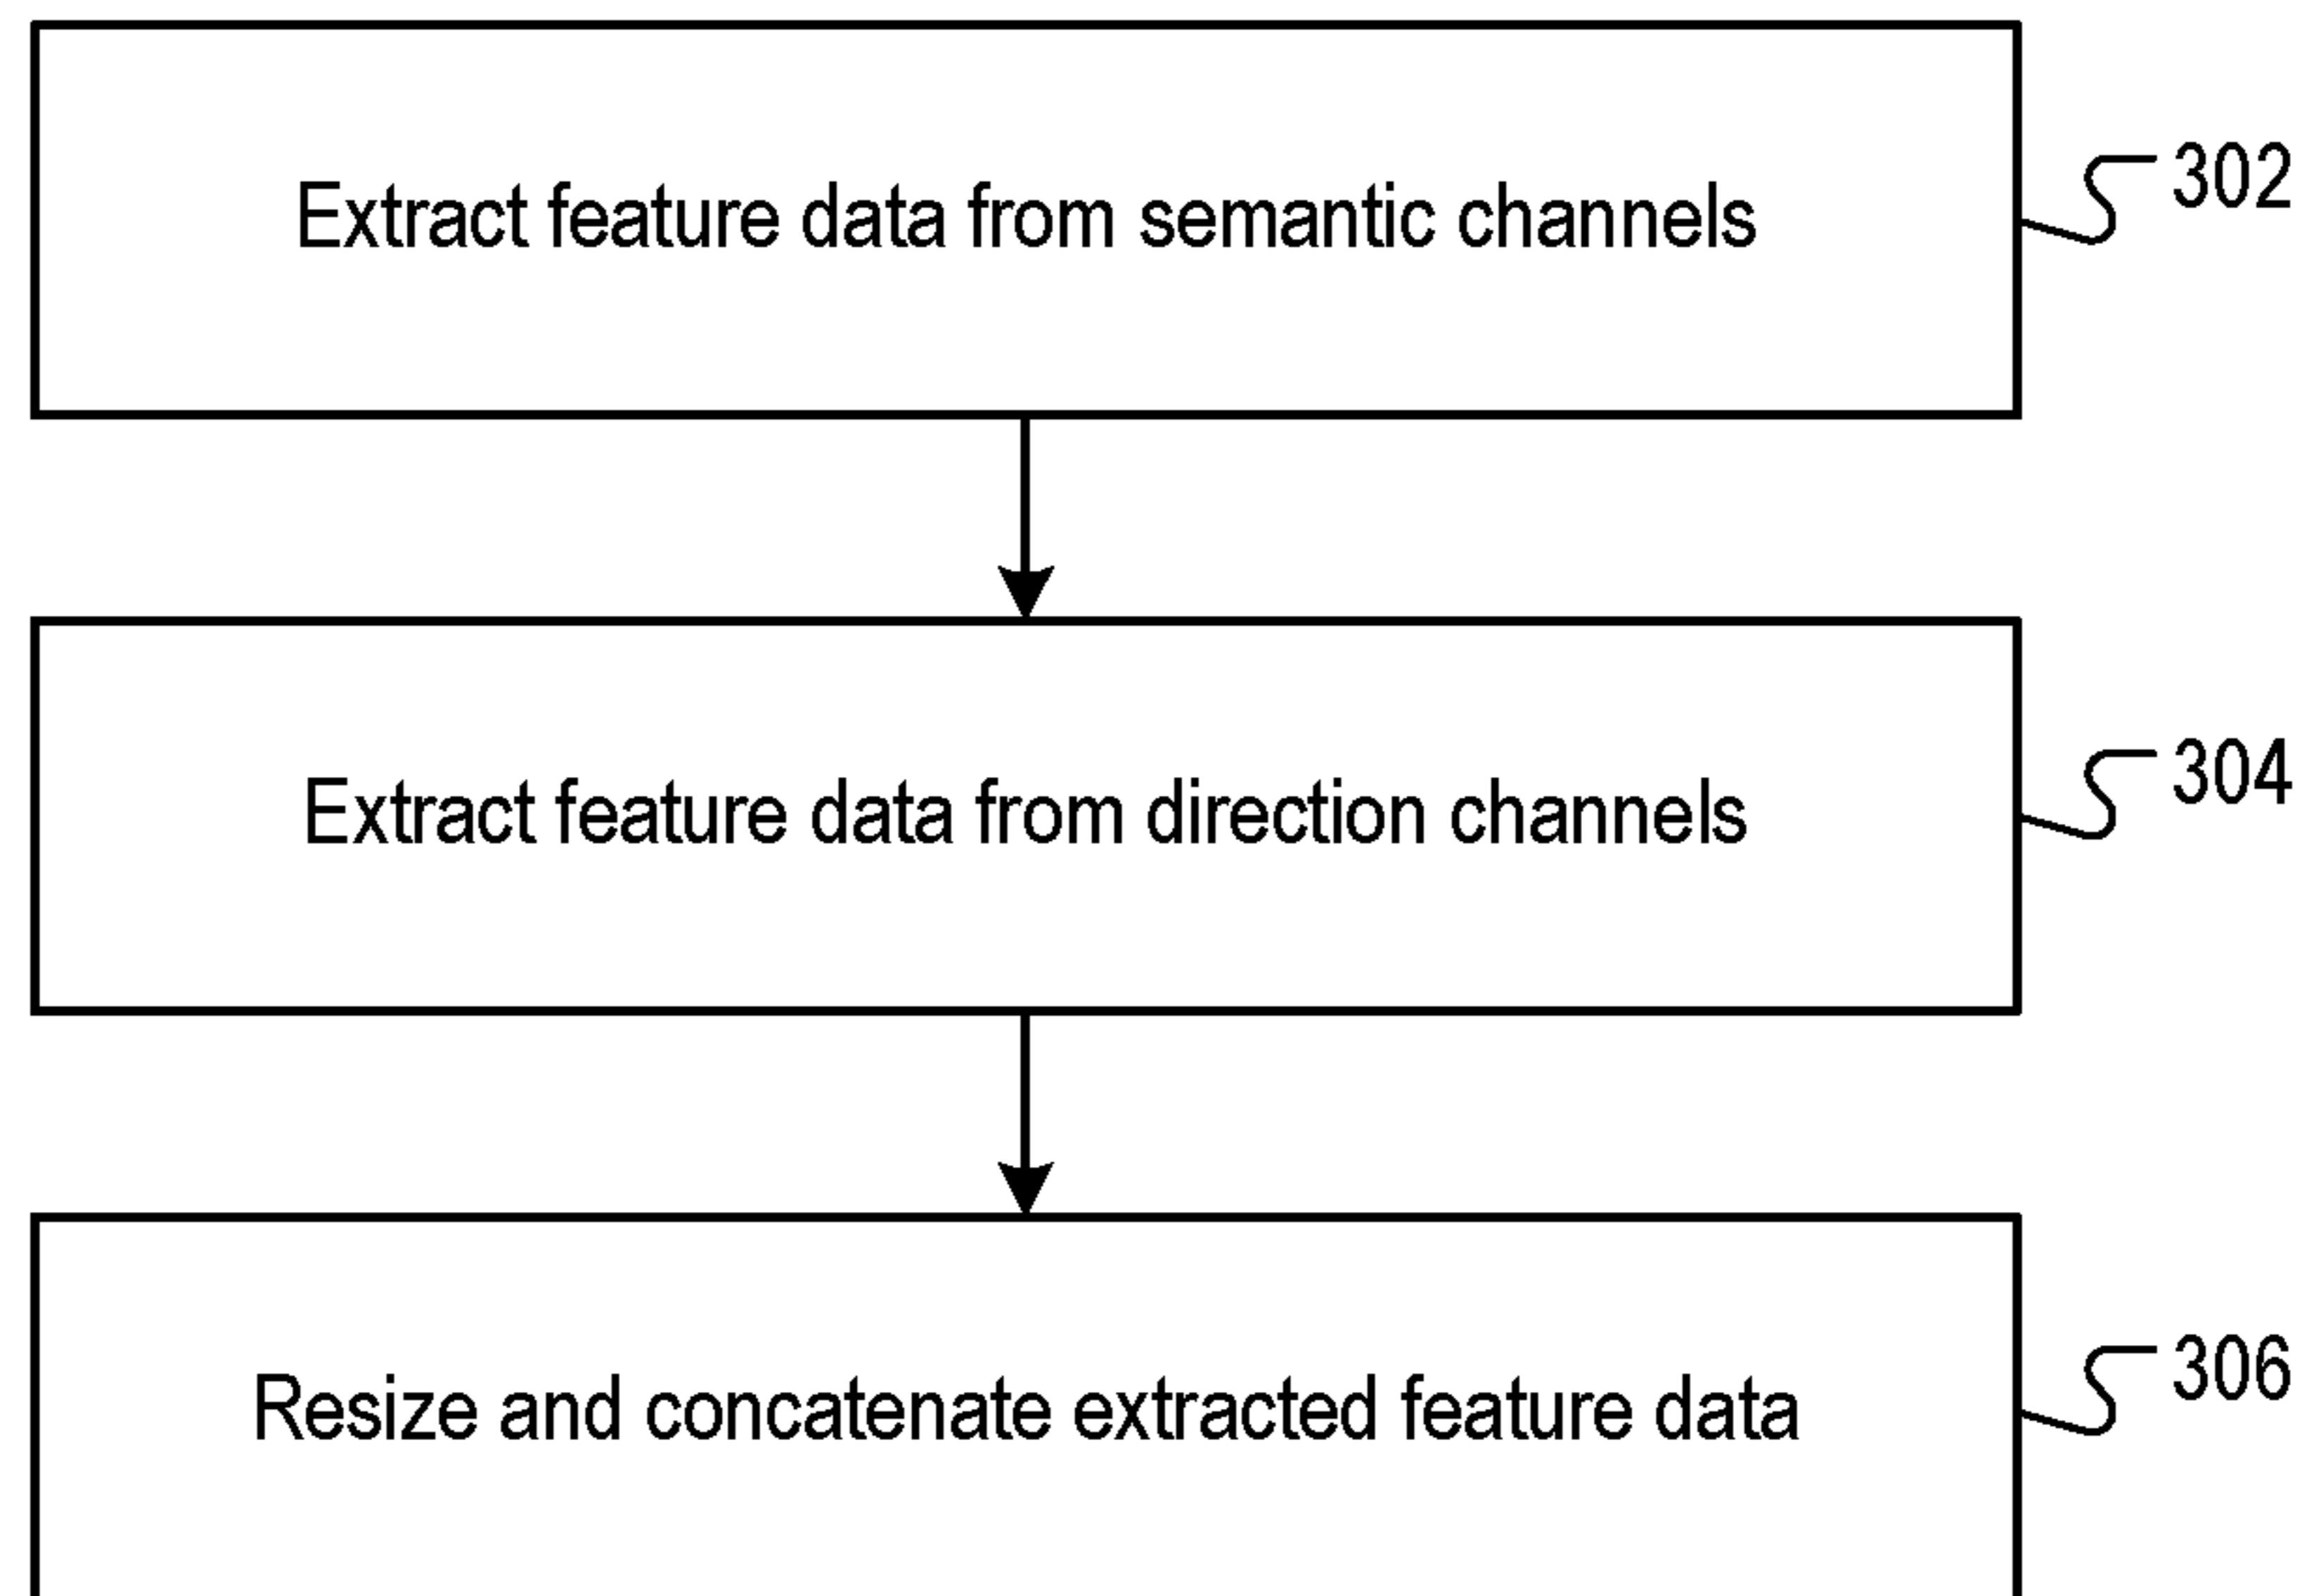 Extract feature data from semantic channels
302
Extract feature data from direction channels
304
Resize and concatenate extracted feature data
306